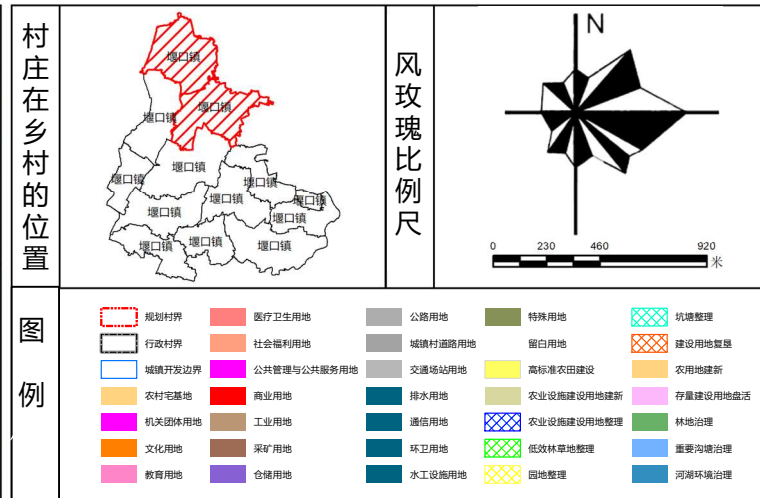 村庄在乡村的位置
堰口镇
堰口镇
堰口镇
堰口镇
堰口镇
堰口镇
堰口镇
堰口镇
堰口镇
堰口镇
堰口镇
堰口镇
堰口镇
风玫瑰比例尺
N
0 230 460 920
米
图例
规划村界 医疗卫生用地 公路用地 特殊用地 坑塘整理
行政村界 社会福利用地 城镇村道路用地 留白用地 建设用地复垦
城镇开发边界 公共管理与公共服务用地 交通场站用地 高标准农田建设 农用地建新
农村宅基地 商业用地 排水用地 农业设施建设用地建新 存量建设用地盘活
机关团体用地 工业用地 通信用地 农业设施建设用地整理 林地治理
文化用地 采矿用地 环卫用地 低效林草地整理 重要沟塘治理
教育用地 仓储用地 水工设施用地 园地整理 河湖环境治理